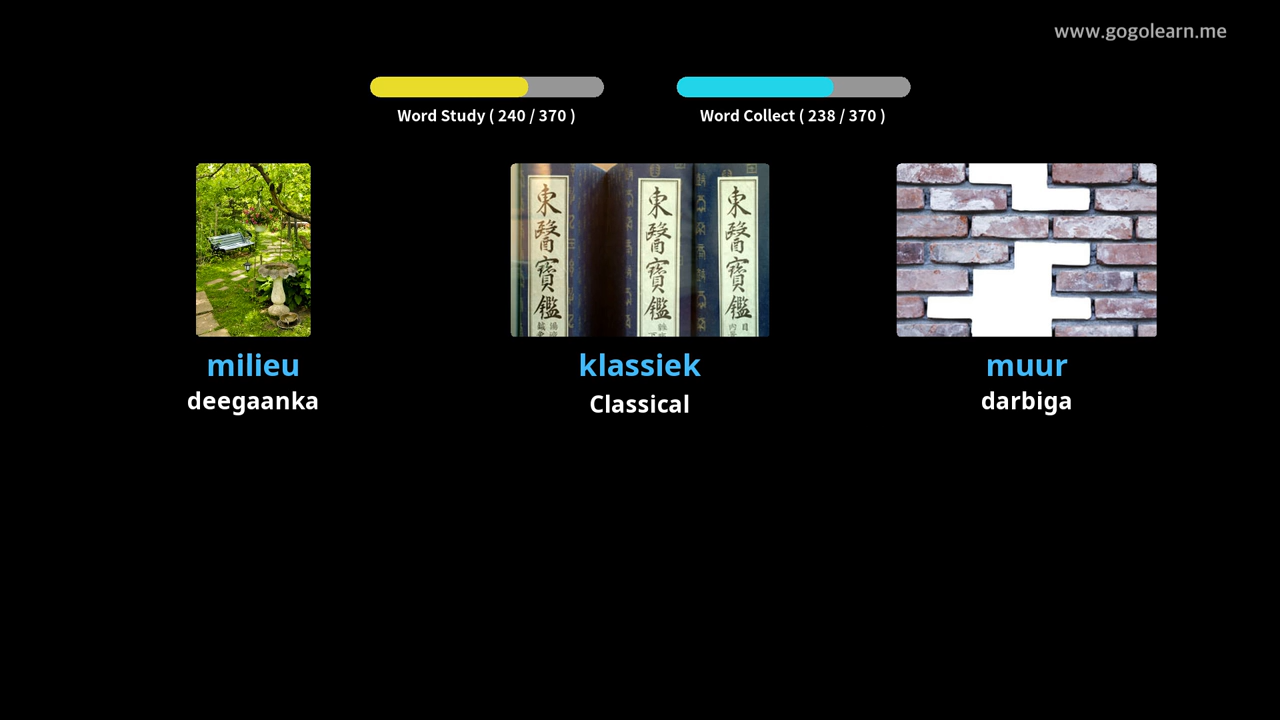 www.gogolearn.me
Word Study ( 240 / 370 )
Word Collect ( 238 / 370 )
東醫寶鑑
東醫寶鑑
東醫寶鑑
milieu
klassiek
muur
deegaanka
Classical
darbiga